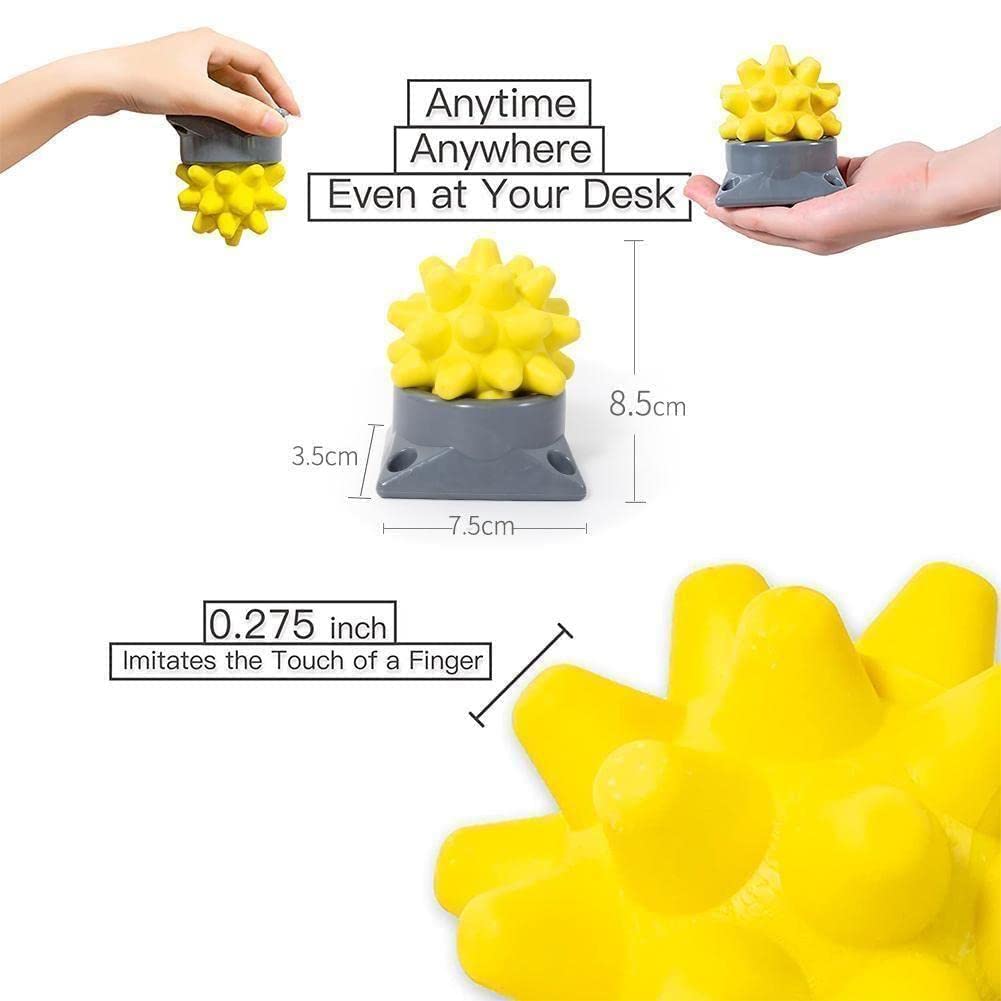 Anytime
Anywhere
Even at Your Desk
8.5cm
3.5cm
7.5cm
0.275 inch
Imitates the Touch of a Finger